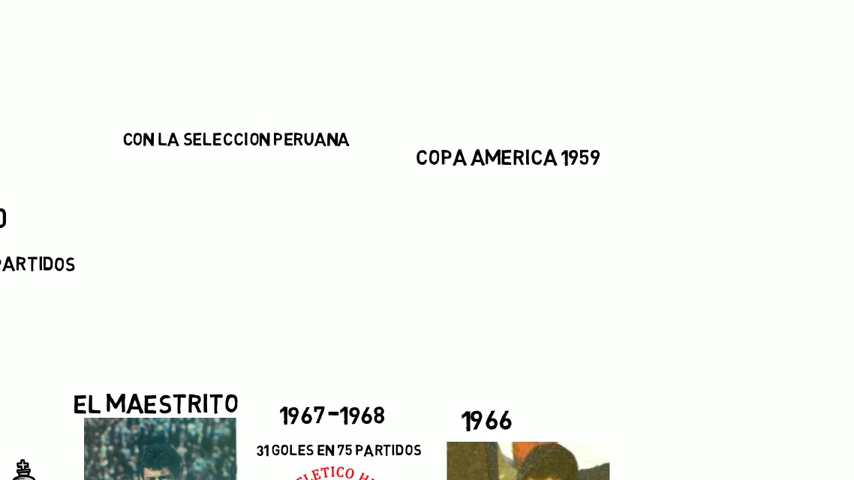 CON LA SELECCION PERUANA
COPA AMERICA 1959
PARTIDOS
EL MAESTRITO
1967-1968
1966
31 GOLES EN 75 PARTIDOS